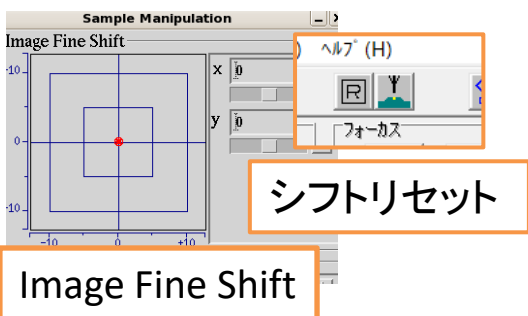 Sample Manipulation
Image Fine Shift
ヘルプ(H)
R
フォーカス
x 0
y 0
-10
0
-10
-10 0 +10
シフトリセット
Image Fine Shift